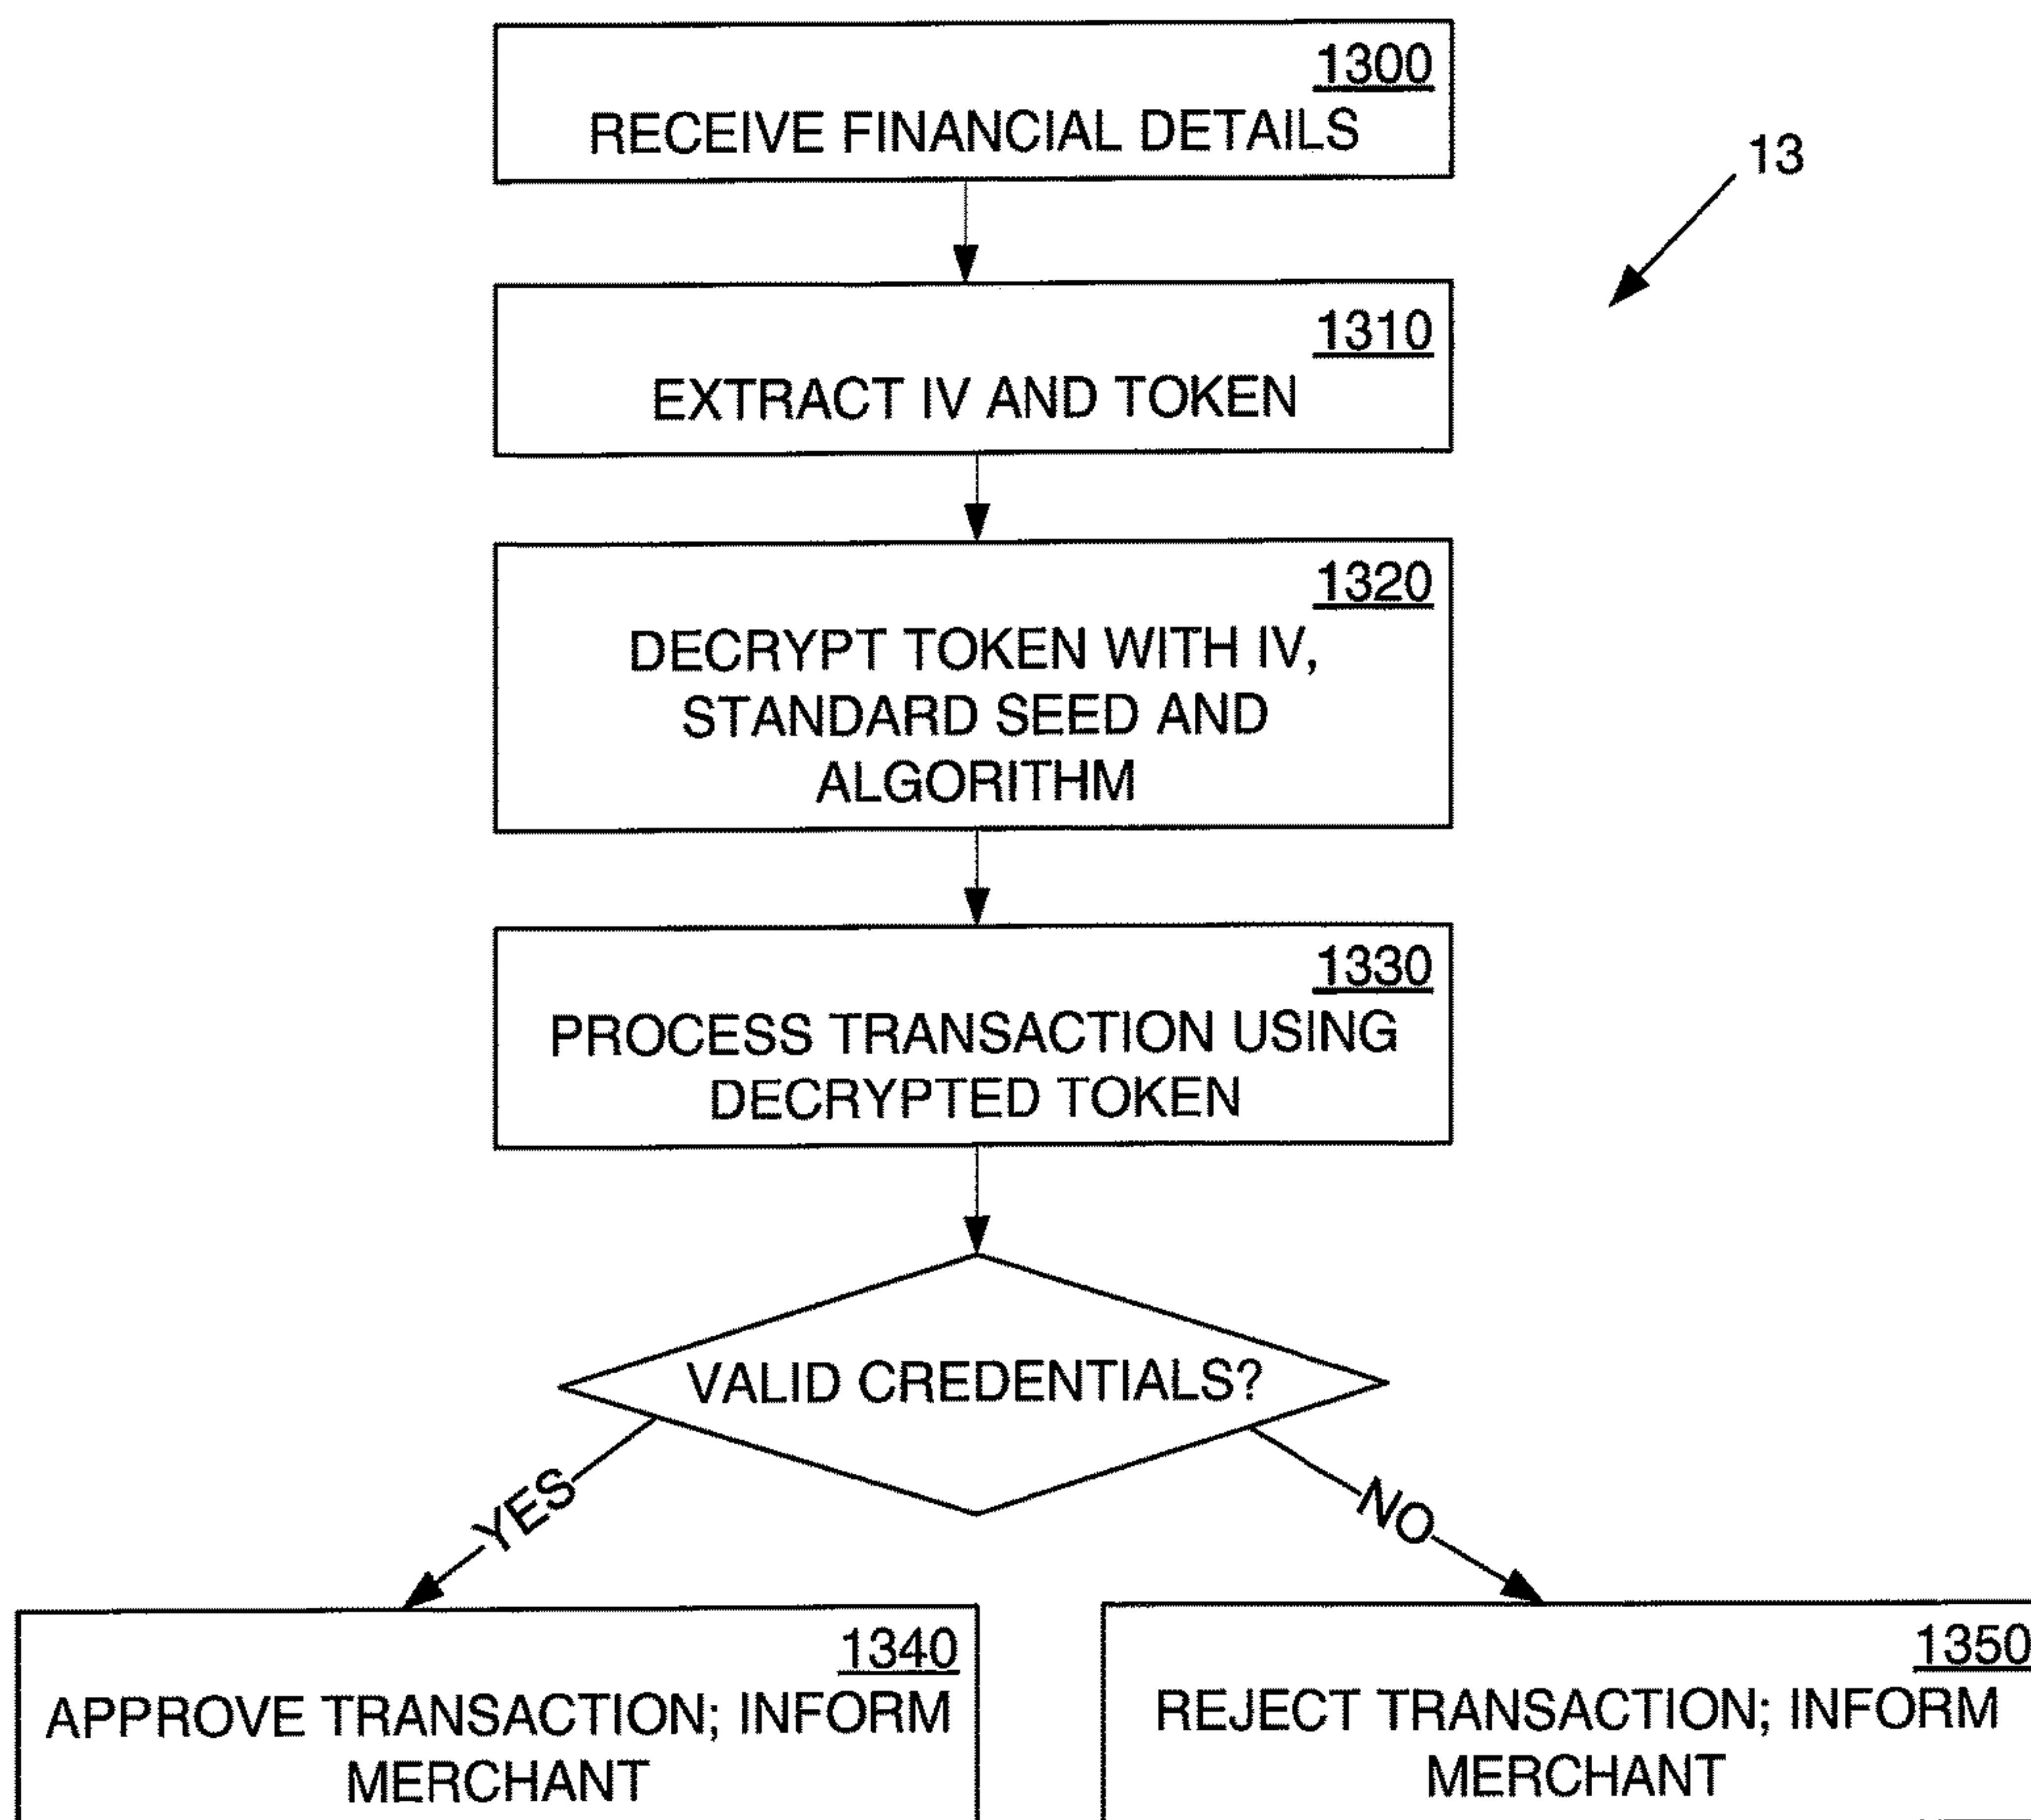 1300
RECEIVE FINANCIAL DETAILS
13
1310
EXTRACT IV AND TOKEN
1320
DECRYPT TOKEN WITH IV,
STANDARD SEED AND
ALGORITHM
1330
PROCESS TRANSACTION USING
DECRYPTED TOKEN
VALID CREDENTIALS?
YES
NO
1340
APPROVE TRANSACTION; INFORM
MERCHANT
1350
REJECT TRANSACTION; INFORM
MERCHANT